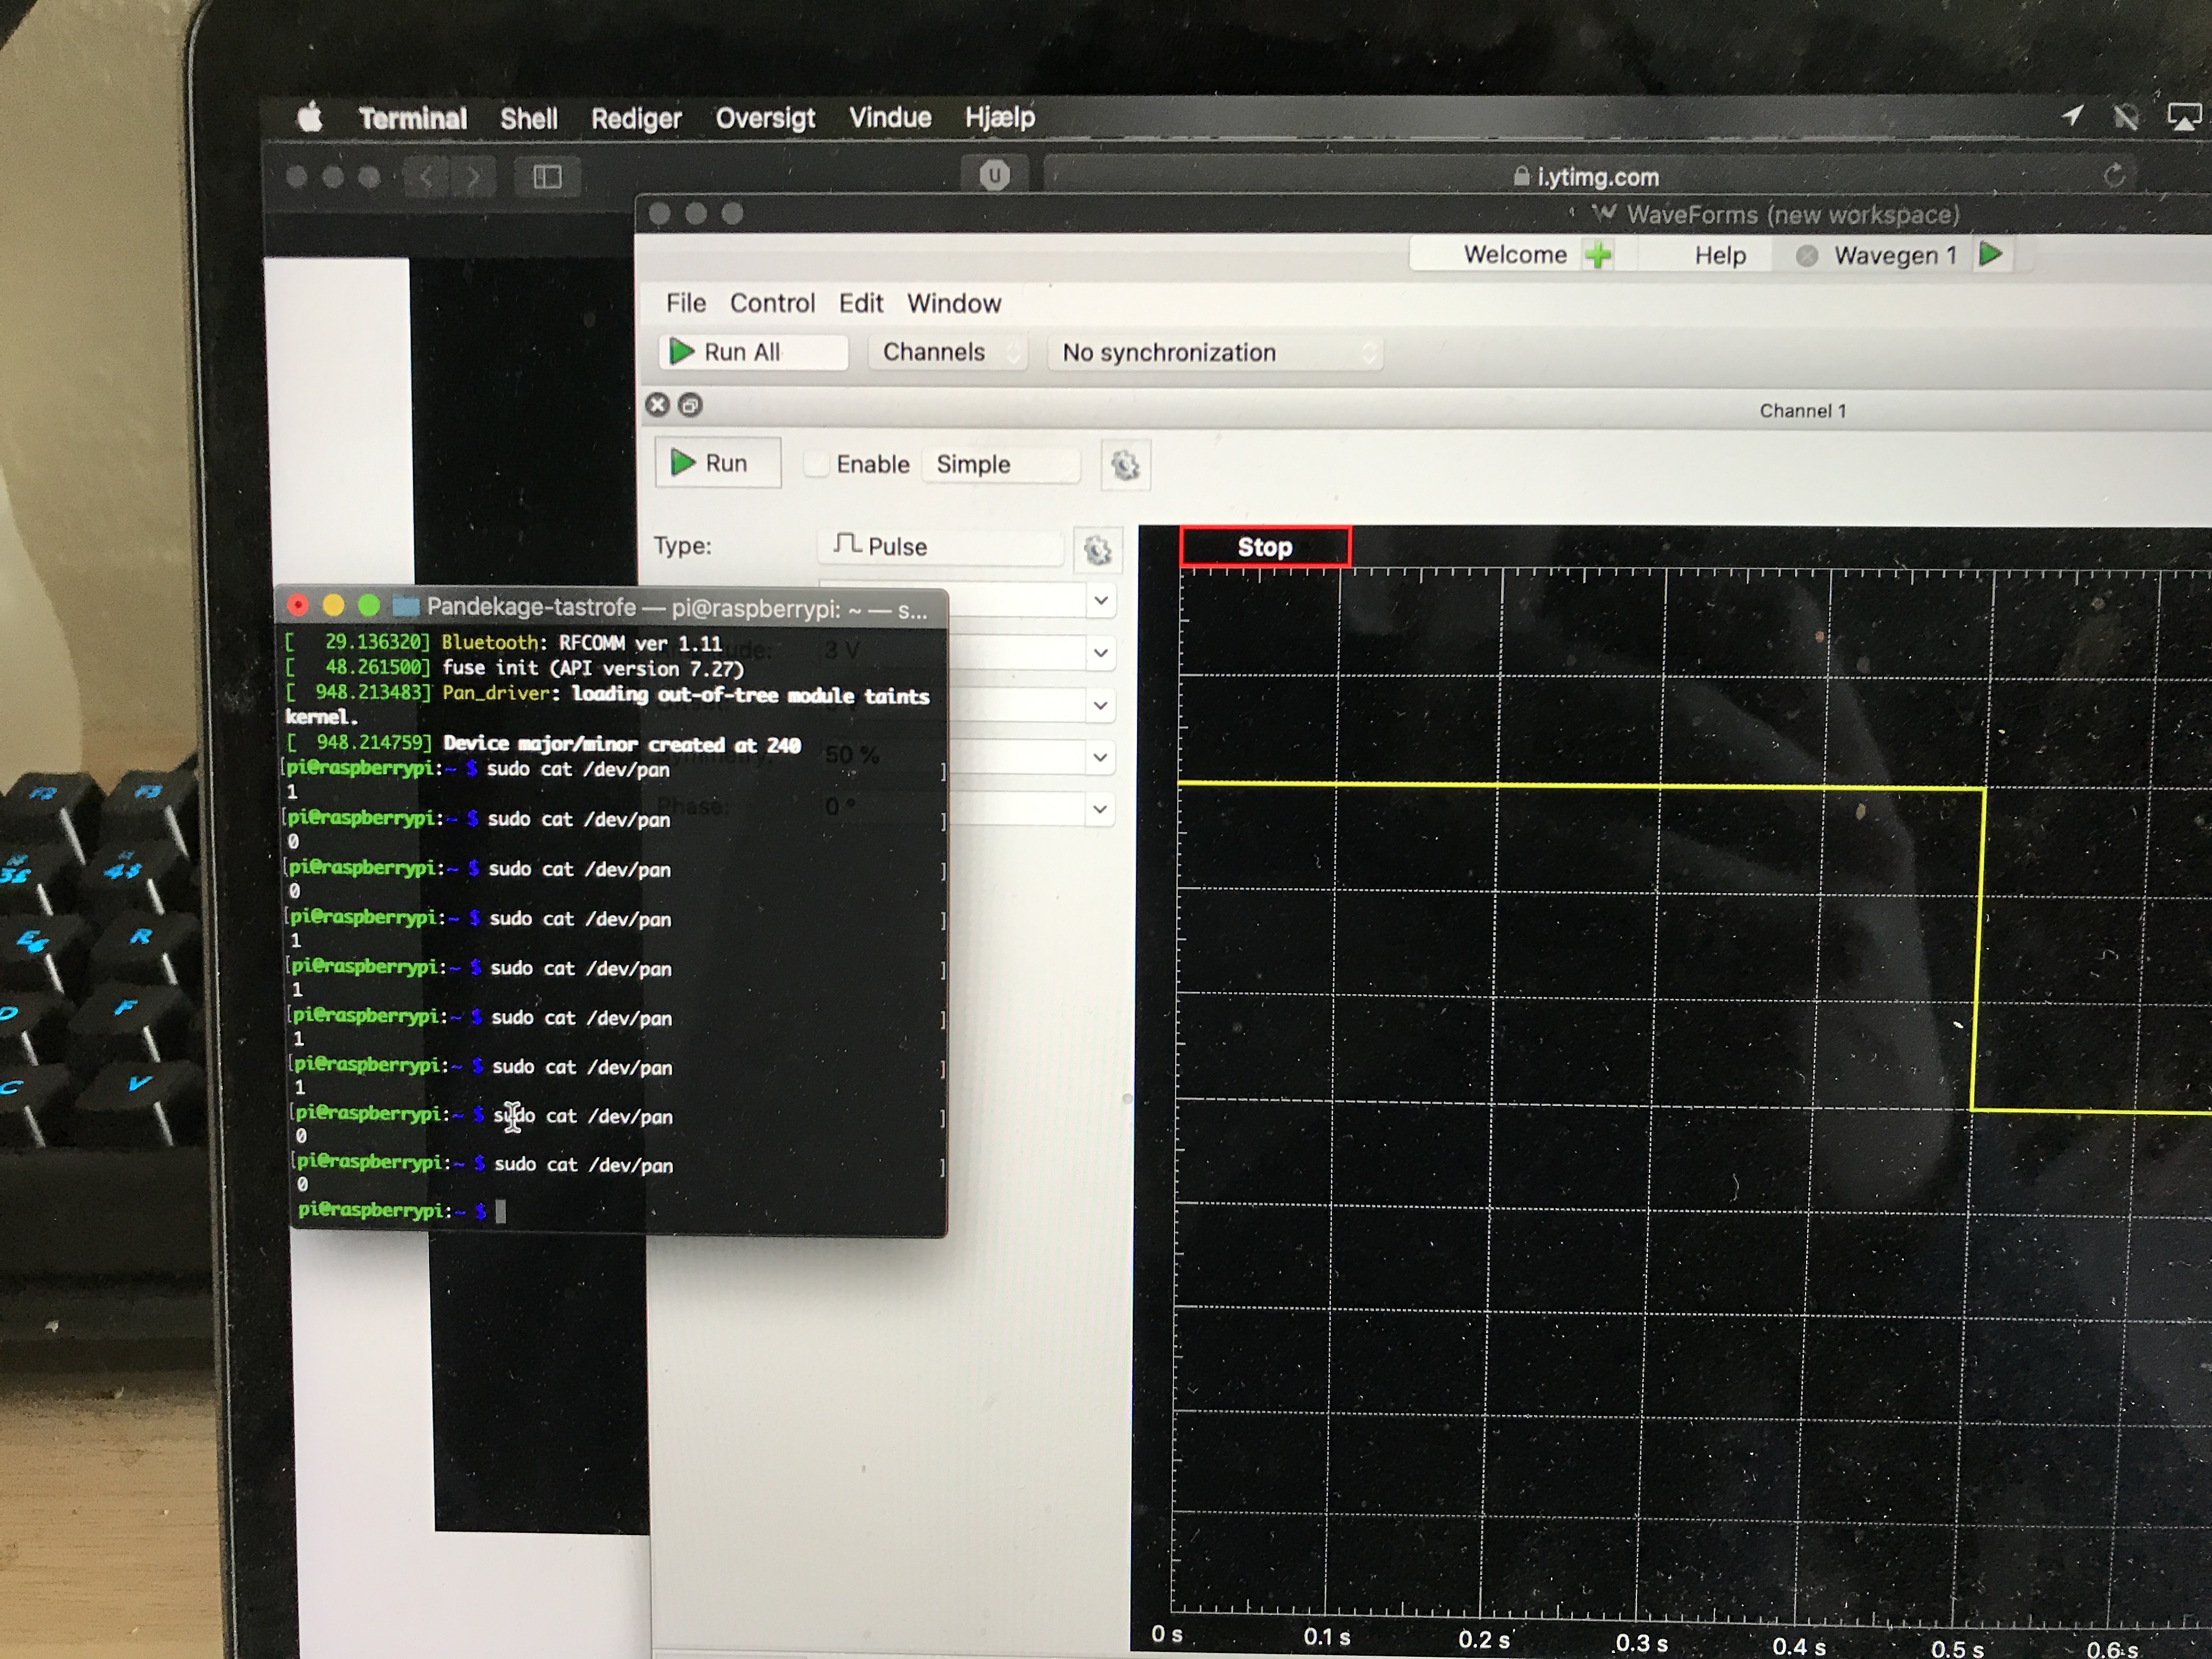 Terminal Shell Rediger Oversigt Vindue Hjælp
i.ytimg.com
WaveForms (new workspace)
Welcome Help Wavegen 1
File Control Edit Window
Run All Channels No synchronization
Channel 1
Run Enable Simple
Type: Pulse
Stop
Pandekage-tastrofe — pi@raspberrypi: ~ — s...
[   29.136320] Bluetooth: RFCOMM ver 1.11
[   48.261500] fuse init (API version 7.27)
[  948.213483] Pan_driver: loading out-of-tree module taints
kernel.
[  948.214759] Device major/minor created at 240
[pi@raspberrypi:~ $ sudo cat /dev/pan ]
1
[pi@raspberrypi:~ $ sudo cat /dev/pan ]
0
[pi@raspberrypi:~ $ sudo cat /dev/pan ]
0
[pi@raspberrypi:~ $ sudo cat /dev/pan ]
1
[pi@raspberrypi:~ $ sudo cat /dev/pan ]
1
[pi@raspberrypi:~ $ sudo cat /dev/pan ]
1
[pi@raspberrypi:~ $ sudo cat /dev/pan ]
1
[pi@raspberrypi:~ $ sudo cat /dev/pan ]
0
[pi@raspberrypi:~ $ sudo cat /dev/pan ]
0
pi@raspberrypi:~ $
3 V
50 %
Phase: 0 °
0 s 0.1 s 0.2 s 0.3 s 0.4 s 0.5 s 0.6 s
F2 F3
R
D F
C V